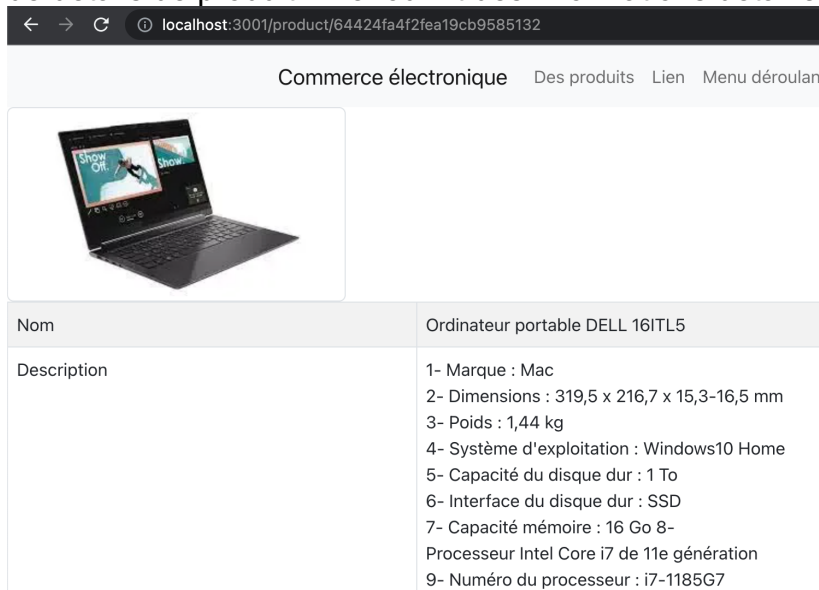 localhost:3001/product/64424fa4f2fea19cb9585132
Commerce électronique Des produits Lien Menu déroulan
Show
Off.
Show
Nom Ordinateur portable DELL 16ITL5
Description 1- Marque : Mac
2- Dimensions : 319,5 x 216,7 x 15,3-16,5 mm
3- Poids : 1,44 kg
4- Système d'exploitation : Windows10 Home
5- Capacité du disque dur : 1 To
6- Interface du disque dur : SSD
7- Capacité mémoire : 16 Go 8-
Processeur Intel Core i7 de 11e génération
9- Numéro du processeur : i7-1185G7